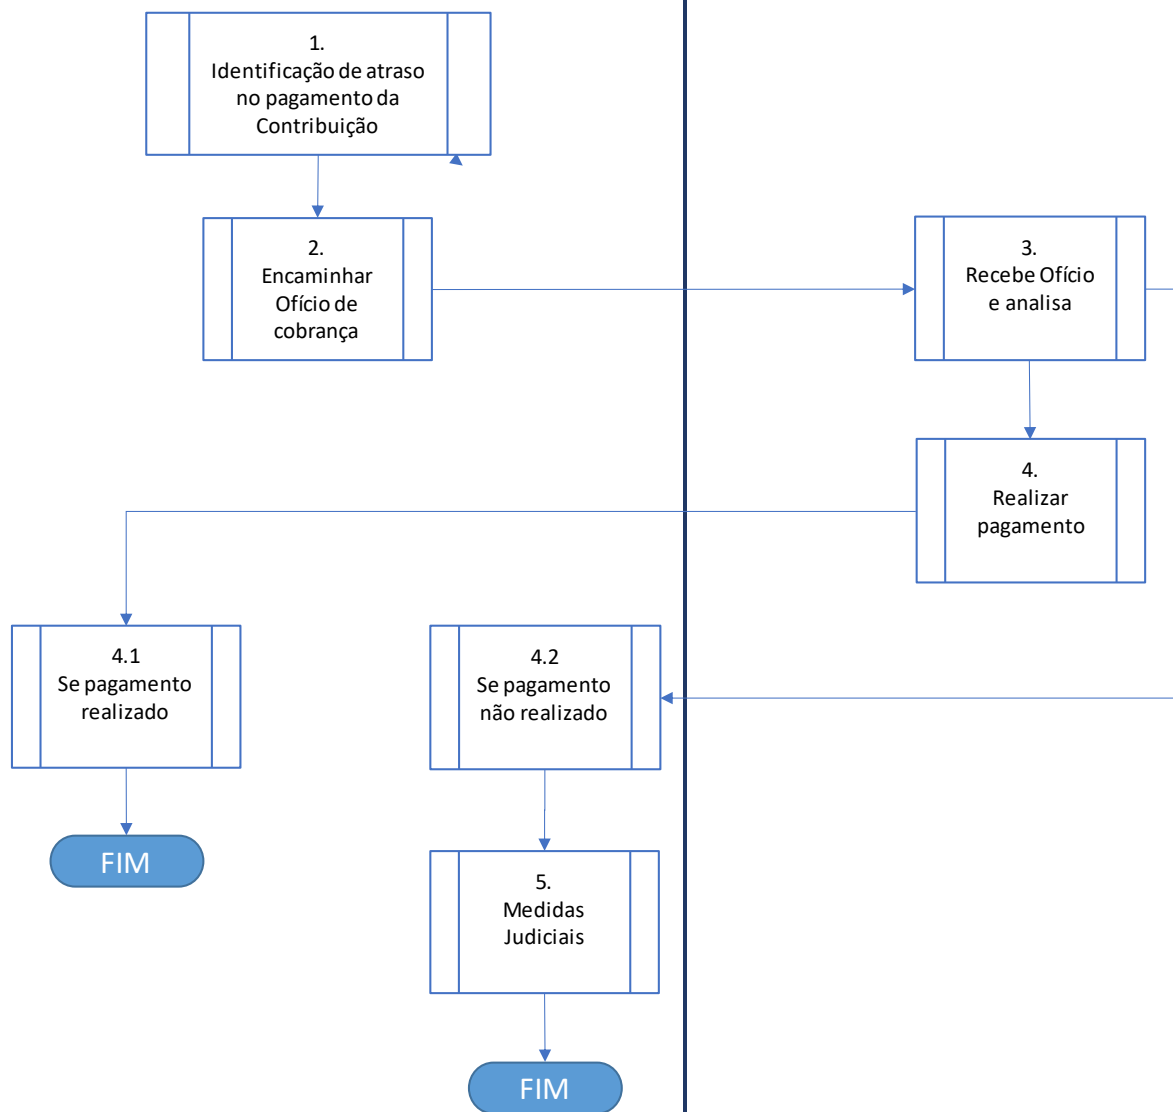 1.
Identificação de atraso
no pagamento da
Contribuição
2.
Encaminhar
Ofício de
cobrança
3.
Recebe Ofício
e analisa
4.
Realizar
pagamento
4.1
Se pagamento
realizado
4.2
Se pagamento
não realizado
FIM
5.
Medidas
Judiciais
FIM